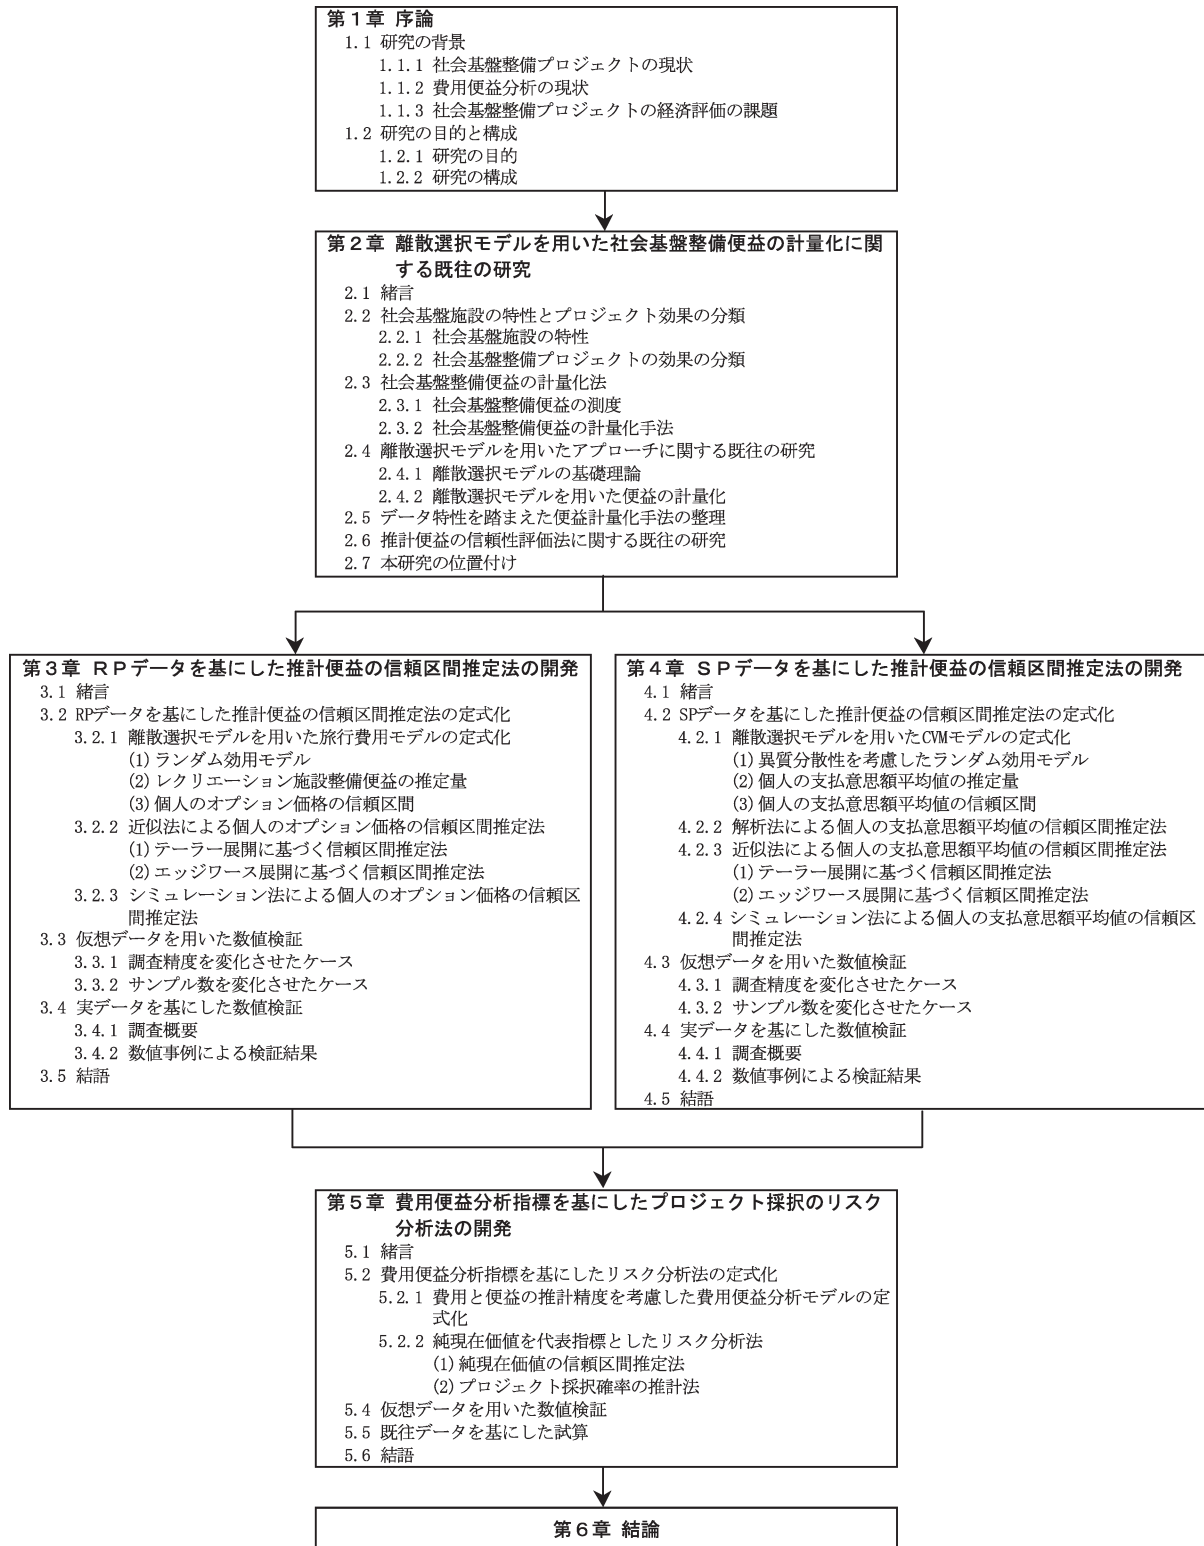 第１章 序論
1.1 研究の背景
1.1.1 社会基盤整備プロジェクトの現状
1.1.2 費用便益分析の現状
1.1.3 社会基盤整備プロジェクトの経済評価の課題
1.2 研究の目的と構成
1.2.1 研究の目的
1.2.2 研究の構成
第２章 離散選択モデルを用いた社会基盤整備便益の計量化に関
する既往の研究
2.1 緒言
2.2 社会基盤施設の特性とプロジェクト効果の分類
2.2.1 社会基盤施設の特性
2.2.2 社会基盤整備プロジェクトの効果の分類
2.3 社会基盤整備便益の計量化法
2.3.1 社会基盤整備便益の測度
2.3.2 社会基盤整備便益の計量化手法
2.4 離散選択モデルを用いたアプローチに関する既往の研究
2.4.1 離散選択モデルの基礎理論
2.4.2 離散選択モデルを用いた便益の計量化
2.5 データ特性を踏まえた便益計量化手法の整理
2.6 推計便益の信頼性評価法に関する既往の研究
2.7 本研究の位置付け
第３章 ＲＰデータを基にした推計便益の信頼区間推定法の開発
3.1 緒言
3.2 RPデータを基にした推計便益の信頼区間推定法の定式化
3.2.1 離散選択モデルを用いた旅行費用モデルの定式化
(1)ランダム効用モデル
(2)レクリエーション施設整備便益の推定量
(3)個人のオプション価格の信頼区間
3.2.2 近似法による個人のオプション価格の信頼区間推定法
(1)テーラー展開に基づく信頼区間推定法
(2)エッジワース展開に基づく信頼区間推定法
3.2.3 シミュレーション法による個人のオプション価格の信頼区
間推定法
3.3 仮想データを用いた数値検証
3.3.1 調査精度を変化させたケース
3.3.2 サンプル数を変化させたケース
3.4 実データを基にした数値検証
3.4.1 調査概要
3.4.2 数値事例による検証結果
3.5 結語
第４章 ＳＰデータを基にした推計便益の信頼区間推定法の開発
4.1 緒言
4.2 SPデータを基にした推計便益の信頼区間推定法の定式化
4.2.1 離散選択モデルを用いたCVMモデルの定式化
(1)異質分散性を考慮したランダム効用モデル
(2)個人の支払意思額平均値の推定量
(3)個人の支払意思額平均値の信頼区間
4.2.2 解析法による個人の支払意思額平均値の信頼区間推定法
4.2.3 近似法による個人の支払意思額平均値の信頼区間推定法
(1)テーラー展開に基づく信頼区間推定法
(2)エッジワース展開に基づく信頼区間推定法
4.2.4 シミュレーション法による個人の支払意思額平均値の信頼区
間推定法
4.3 仮想データを用いた数値検証
4.3.1 調査精度を変化させたケース
4.3.2 サンプル数を変化させたケース
4.4 実データを基にした数値検証
4.4.1 調査概要
4.4.2 数値事例による検証結果
4.5 結語
第５章 費用便益分析指標を基にしたプロジェクト採択のリスク
分析法の開発
5.1 緒言
5.2 費用便益分析指標を基にしたリスク分析法の定式化
5.2.1 費用と便益の推計精度を考慮した費用便益分析モデルの定
式化
5.2.2 純現在価値を代表指標としたリスク分析法
(1)純現在価値の信頼区間推定法
(2)プロジェクト採択確率の推計法
5.4 仮想データを用いた数値検証
5.5 既往データを基にした試算
5.6 結語
第６章 結論